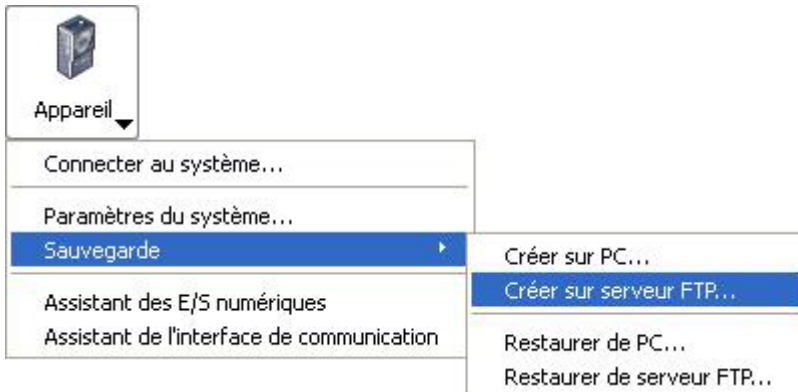 Appareil
Connecter au système...
Paramètres du système...
Sauvegarde
Créer sur PC...
Créer sur serveur FTP...
Assistant des E/S numériques
Assistant de l'interface de communication
Restaurer de PC...
Restaurer de serveur FTP...